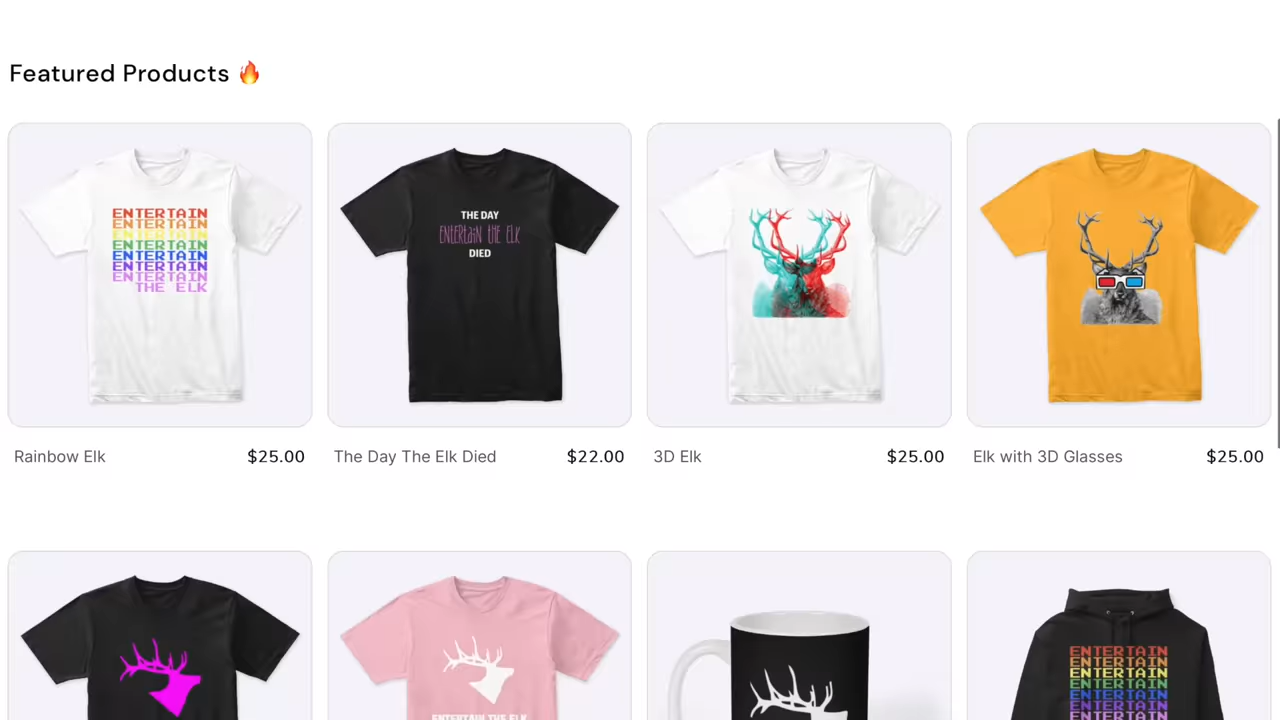 Featured Products 🔥
ENTERTAIN
ENTERTAIN
ENTERTAIN
ENTERTAIN
ENTERTAIN
ENTERTAIN
ENTERTAIN
THE ELK
THE DAY
ENTERTAIN THE ELK
DIED
Rainbow Elk $25.00
The Day The Elk Died $22.00
3D Elk $25.00
Elk with 3D Glasses $25.00
ENTERTAIN THE ELK
ENTERTAIN
ENTERTAIN
ENTERTAIN
ENTERTAIN
ENTERTAIN
ENTERTAIN
ENTERTAIN